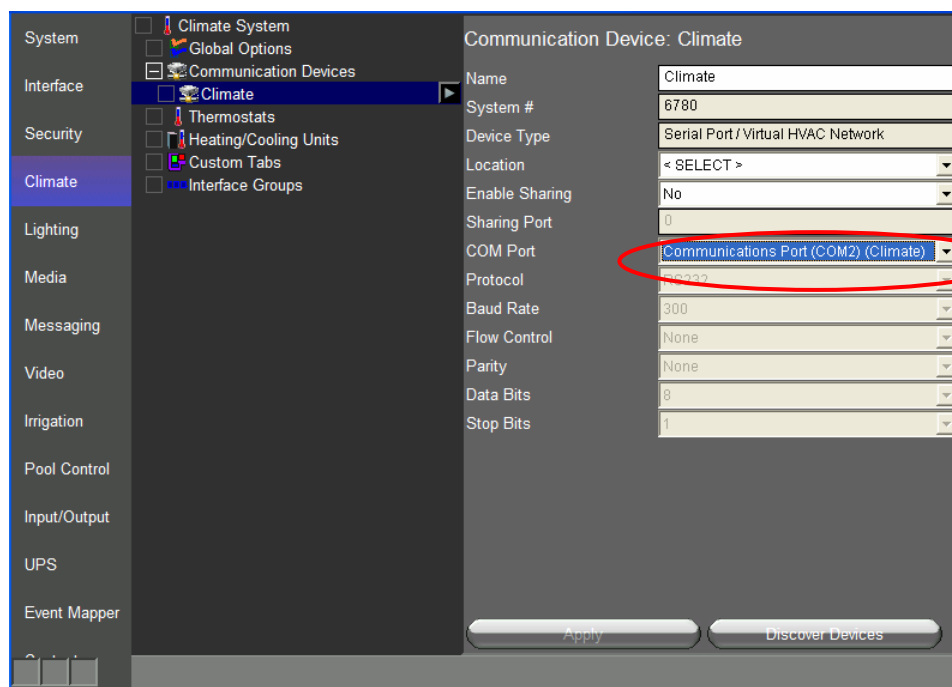 System
Interface
Security
Climate
Lighting
Media
Messaging
Video
Irrigation
Pool Control
Input/Output
UPS
Event Mapper
Climate System
Global Options
Communication Devices
Climate
Thermostats
Heating/Cooling Units
Custom Tabs
Interface Groups
Communication Device: Climate
Name Climate
System # 6780
Device Type Serial Port / Virtual HVAC Network
Location < SELECT >
Enable Sharing No
Sharing Port 0
COM Port Communications Port (COM2) (Climate)
Protocol RS232
Baud Rate 300
Flow Control None
Parity None
Data Bits 8
Stop Bits 1
Apply Discover Devices